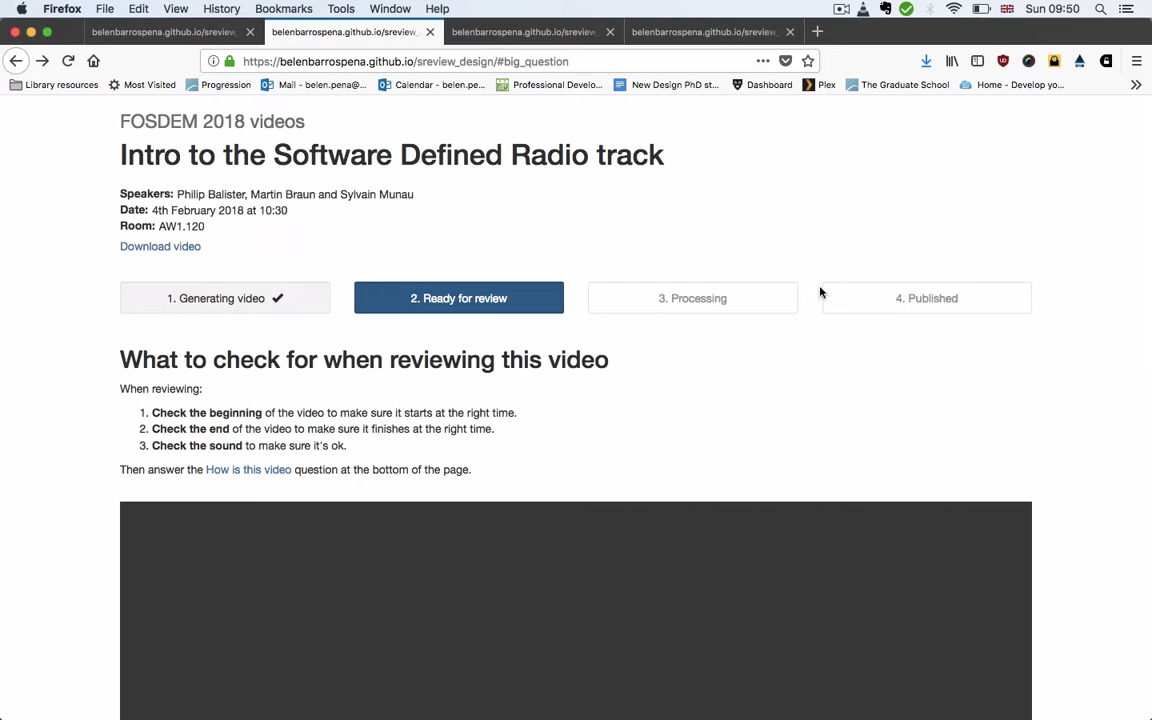 Firefox File Edit View History Bookmarks Tools Window Help Sun 09:50
belenbarrospena.github.io/sreview_ belenbarrospena.github.io/sreview_ belenbarrospena.github.io/sreview_ belenbarrospena.github.io/sreview_
https://belenbarrospena.github.io/sreview_design/#big_question
Library resources Most Visited Progression Mail - belen.pena@... Calendar - belen.pe... Professional Develo... New Design PhD st... Dashboard Plex The Graduate School Home - Develop yo...
FOSDEM 2018 videos
Intro to the Software Defined Radio track
Speakers: Philip Balister, Martin Braun and Sylvain Munau
Date: 4th February 2018 at 10:30
Room: AW1.120
Download video
1. Generating video 2. Ready for review 3. Processing 4. Published
What to check for when reviewing this video
When reviewing:
1. Check the beginning of the video to make sure it starts at the right time.
2. Check the end of the video to make sure it finishes at the right time.
3. Check the sound to make sure it's ok.
Then answer the How is this video question at the bottom of the page.